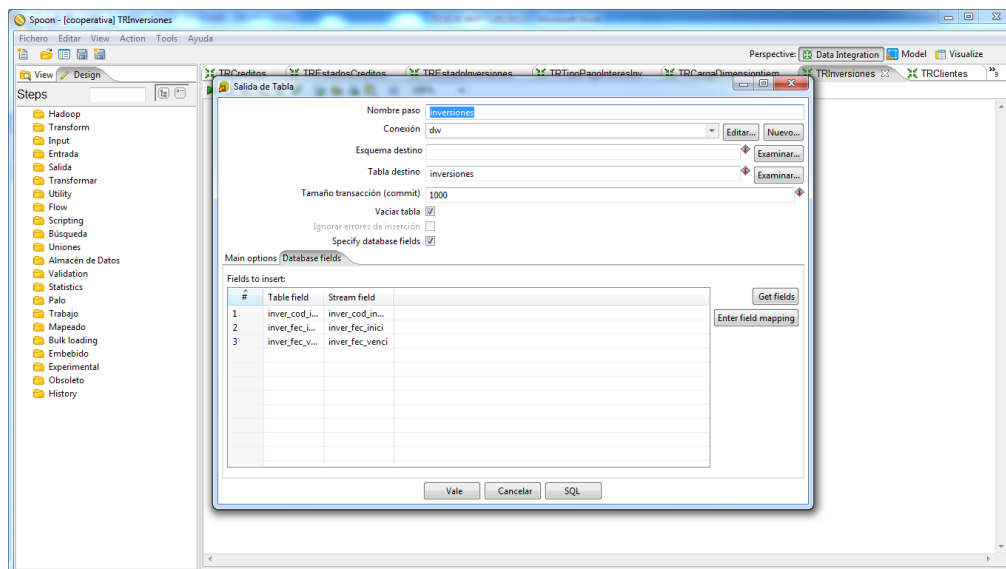 Spoon - [cooperativa] TRInversiones
Fichero Editar View Action Tools Ayuda
Perspective: Data Integration Model Visualize
View Design
TRCreditos TREstadosCreditos TREstadoInversiones TRTipoPagoInteresInv TRCargaDimensiontiem TRInversiones TRClientes »9
Steps
Hadoop
Transform
Input
Entrada
Salida
Transformar
Utility
Flow
Scripting
Búsqueda
Uniones
Almacén de Datos
Validation
Statistics
Palo
Trabajo
Mapeado
Bulk loading
Embebido
Experimental
Obsoleto
History
Salida de Tabla
Nombre paso inversiones
Conexión dw Editar... Nuevo...
Esquema destino Examinar...
Tabla destino inversiones Examinar...
Tamaño transacción (commit) 1000
Vaciar tabla
Ignorar errores de inserción
Specify database fields
Main options Database fields
Fields to insert:
# Table field Stream field
1 inver_cod_i... inver_cod_in...
2 inver_fec_i... inver_fec_inici
3 inver_fec_v... inver_fec_venci
Get fields
Enter field mapping
Vale Cancelar SQL